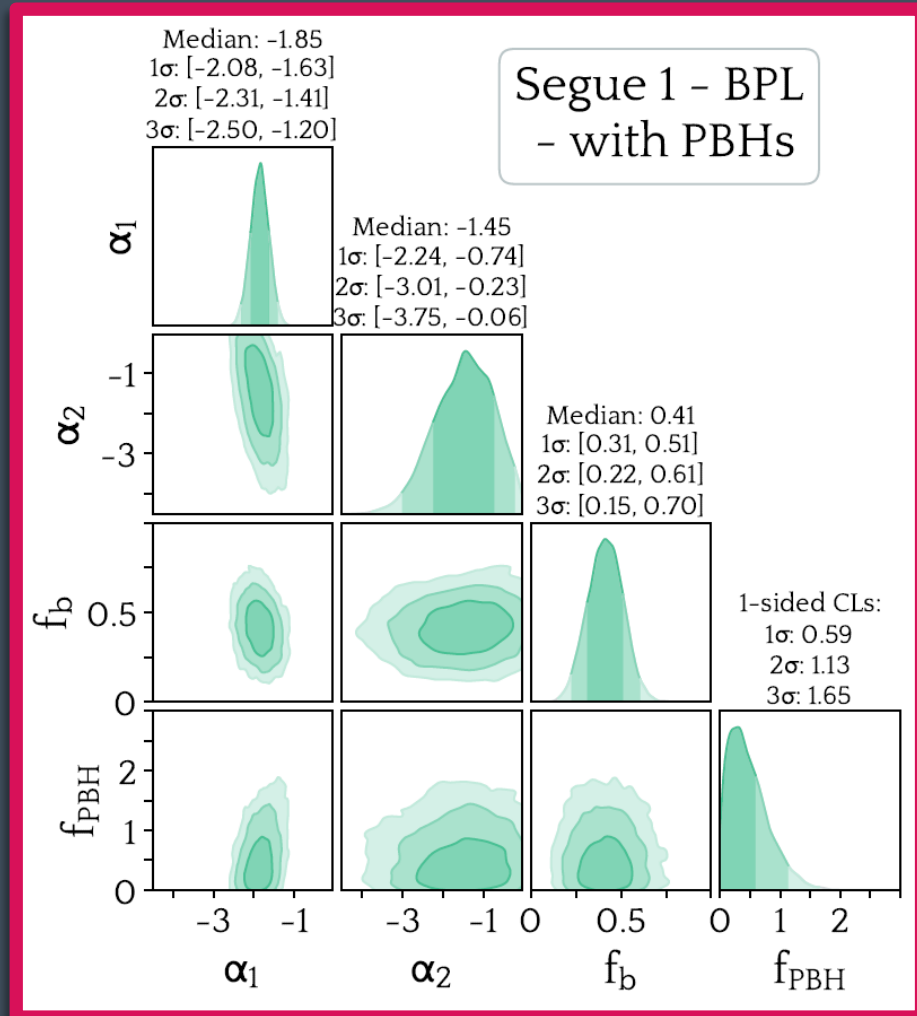 Median: -1.85
1σ: [-2.08, -1.63]
2σ: [-2.31, -1.41]
3σ: [-2.50, -1.20]
Segue 1 - BPL
- with PBHs
α1
Median: -1.45
1σ: [-2.24, -0.74]
2σ: [-3.01, -0.23]
3σ: [-3.75, -0.06]
α2
-1
-3
Median: 0.41
1σ: [0.31, 0.51]
2σ: [0.22, 0.61]
3σ: [0.15, 0.70]
fb
0.5
0
1-sided CLs:
1σ: 0.59
2σ: 1.13
3σ: 1.65
fPBH
2
1
0
-3 -1 -3 -1 0 0.5 0 1 2
α1 α2 fb fPBH